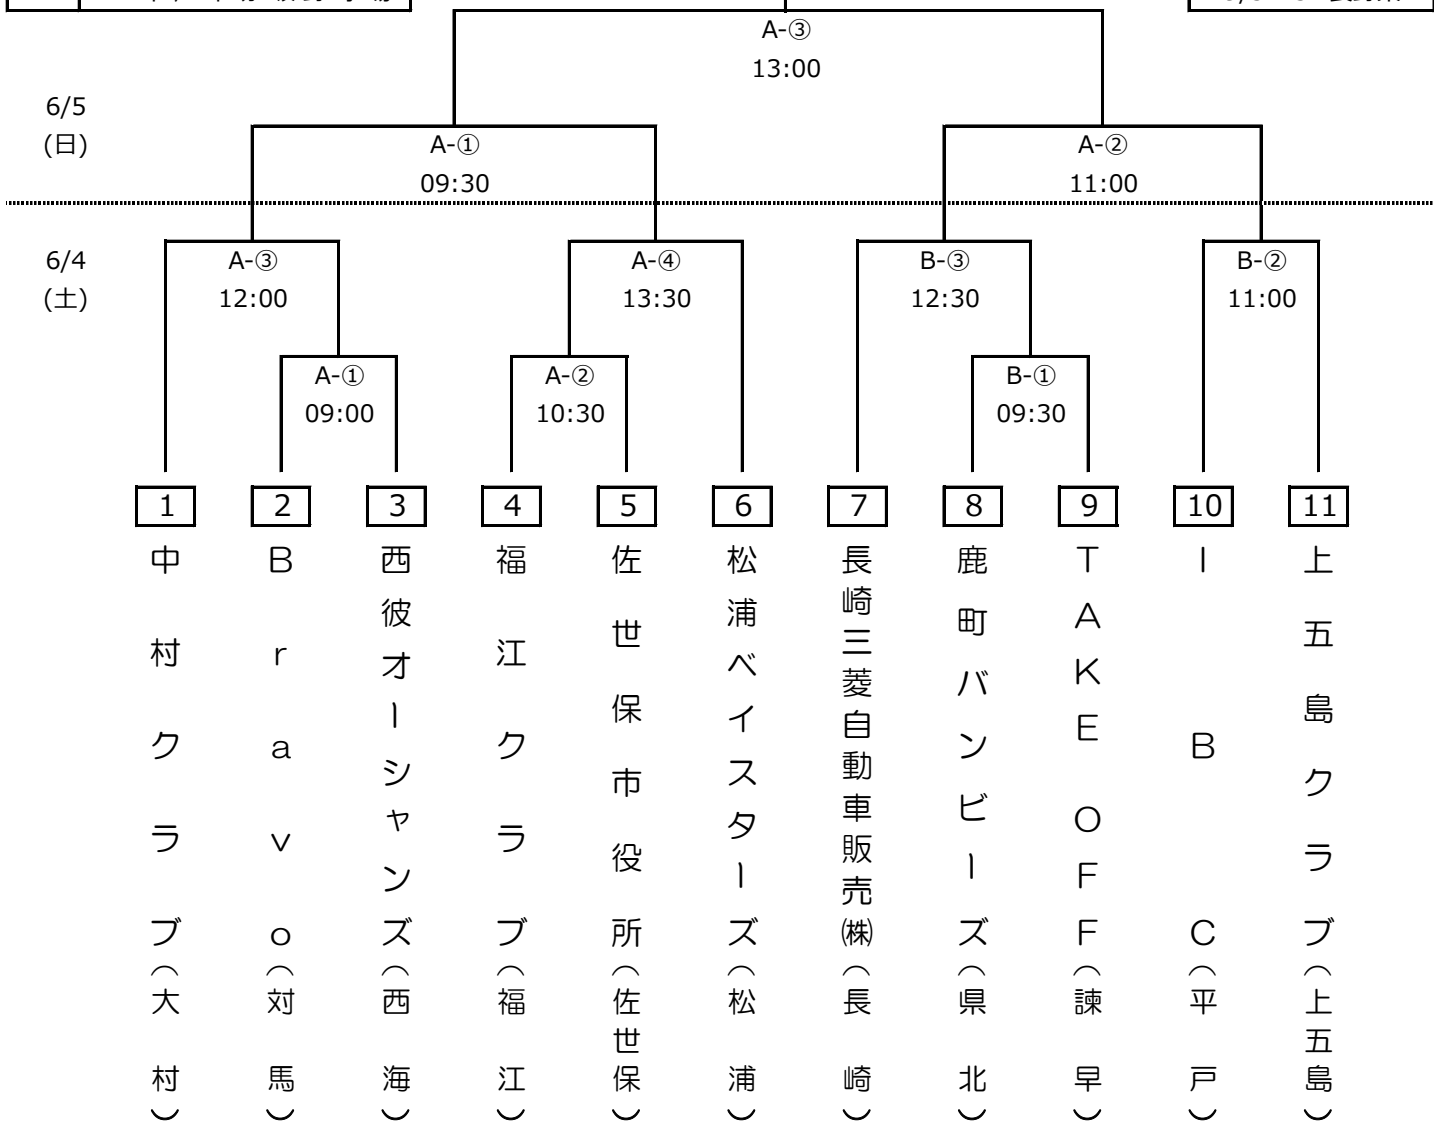 A-③
13:00
6/5
(日)
A-①
09:30
A-②
11:00
6/4
(土)
A-③
12:00
A-④
13:30
B-③
12:30
B-②
11:00
A-①
09:00
A-②
10:30
B-①
09:30
1
2
3
4
5
6
7
8
9
10
11
中村クラブ(大村)
Bravo(対馬)
西彼オーシャンズ(西海)
福江クラブ(福江)
佐世保市役所(佐世保)
松浦ベイスターズ(松浦)
長崎三菱自動車販売㈱(長崎)
鹿町バンビーズ(県北)
TAKE OFF(諫早)
IBC(平戸)
上五島クラブ(上五島)